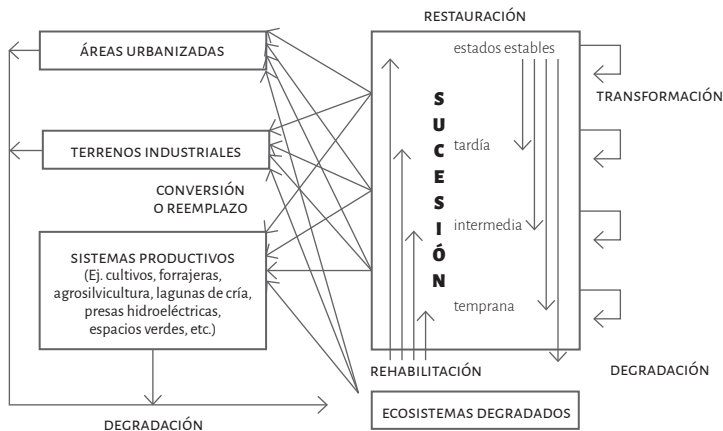 RESTAURACIÓN
ÁREAS URBANIZADAS
TERRENOS INDUSTRIALES
CONVERSIÓN
O REEMPLAZO
SISTEMAS PRODUCTIVOS
(Ej. cultivos, forrajeras,
agrosilvicultura, lagunas de cría,
presas hidroeléctricas,
espacios verdes, etc.)
DEGRADACIÓN
SUCESIÓN
estados estables
tardía
intermedia
temprana
TRANSFORMACIÓN
REHABILITACIÓN
DEGRADACIÓN
ECOSISTEMAS DEGRADADOS